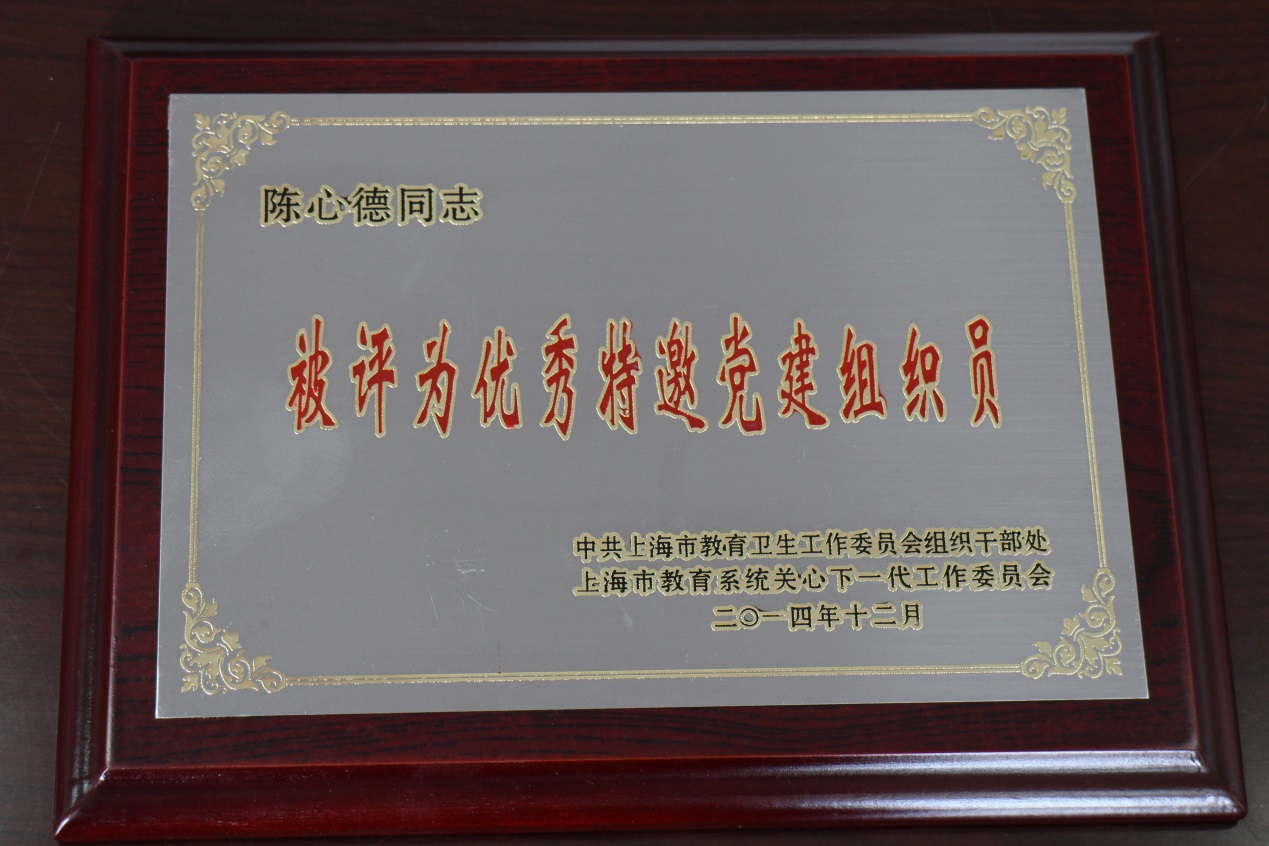 陈心德同志
被评为优秀特邀党建组织员
中共上海市教育卫生工作委员会组织干部处
上海市教育系统关心下一代工作委员会
二〇一四年十二月